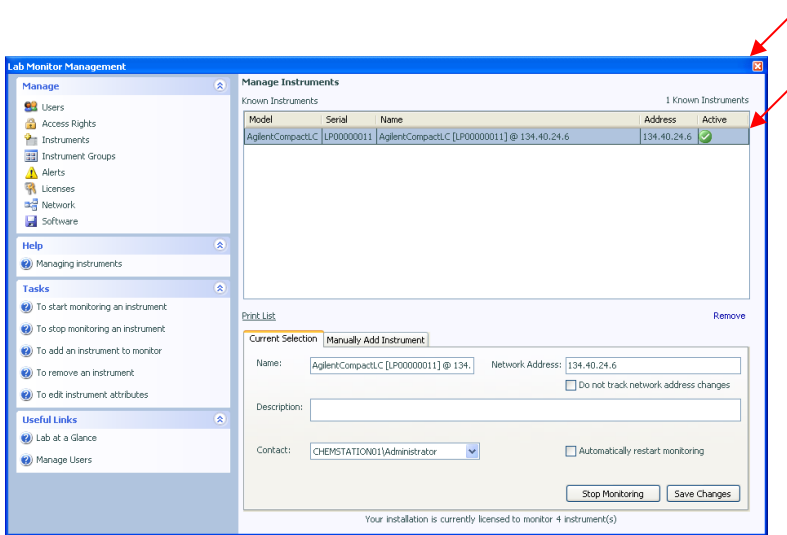 Lab Monitor Management
Manage
Users
Access Rights
Instruments
Instrument Groups
Alerts
Licenses
Network
Software
Help
Managing instruments
Tasks
To start monitoring an instrument
To stop monitoring an instrument
To add an instrument to monitor
To remove an instrument
To edit instrument attributes
Useful Links
Lab at a Glance
Manage Users
Manage Instruments
Known Instruments 1 Known Instruments
Model Serial Name Address Active
AgilentCompactLC LP00000011 AgilentCompactLC [LP00000011] @ 134.40.24.6 134.40.24.6
Print List Remove
Current Selection Manually Add Instrument
Name: AgilentCompactLC [LP00000011] @ 134. Network Address: 134.40.24.6
Do not track network address changes
Description:
Contact: CHEMSTATION01\Administrator Automatically restart monitoring
Stop Monitoring Save Changes
Your installation is currently licensed to monitor 4 instrument(s)